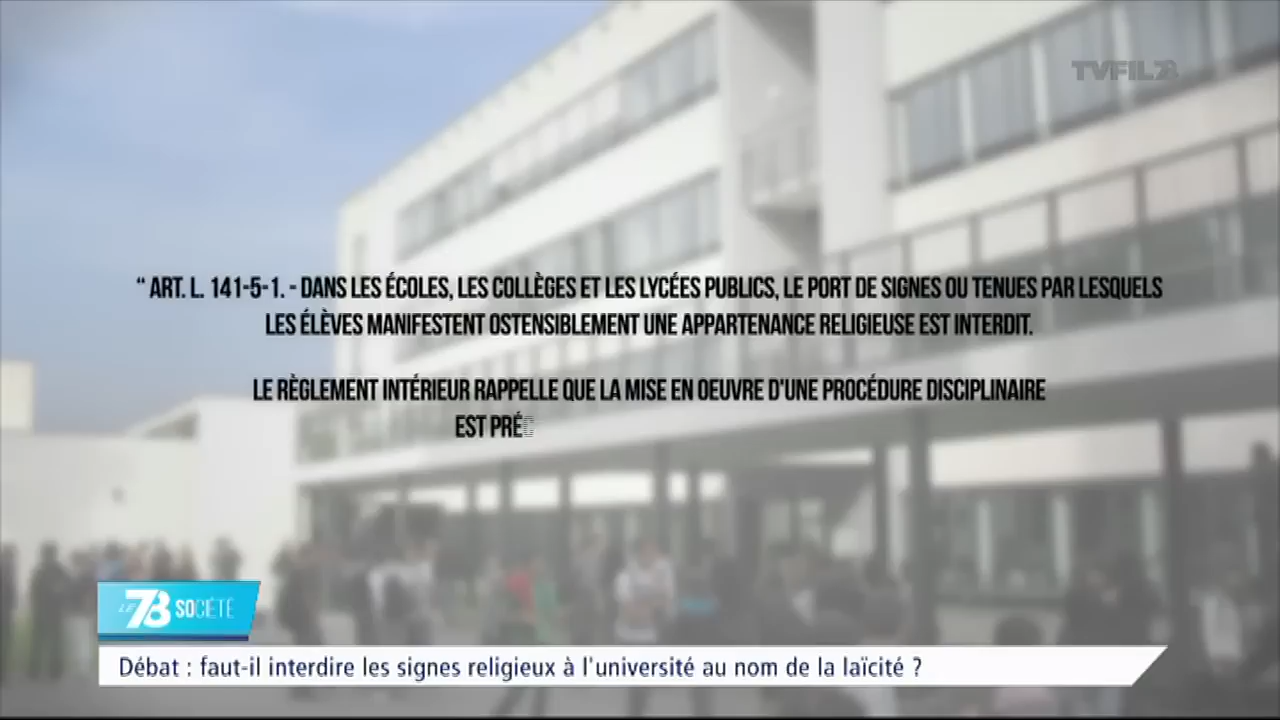 TVFIL78
“ ART. L. 141-5-1. - DANS LES ÉCOLES, LES COLLÈGES ET LES LYCÉES PUBLICS, LE PORT DE SIGNES OU TENUES PAR LESQUELS
LES ÉLÈVES MANIFESTENT OSTENSIBLEMENT UNE APPARTENANCE RELIGIEUSE EST INTERDIT.
LE RÈGLEMENT INTÉRIEUR RAPPELLE QUE LA MISE EN OEUVRE D'UNE PROCÉDURE DISCIPLINAIRE
EST PRÉC
LE 78 SOCIÉTÉ
Débat : faut-il interdire les signes religieux à l'université au nom de la laïcité ?